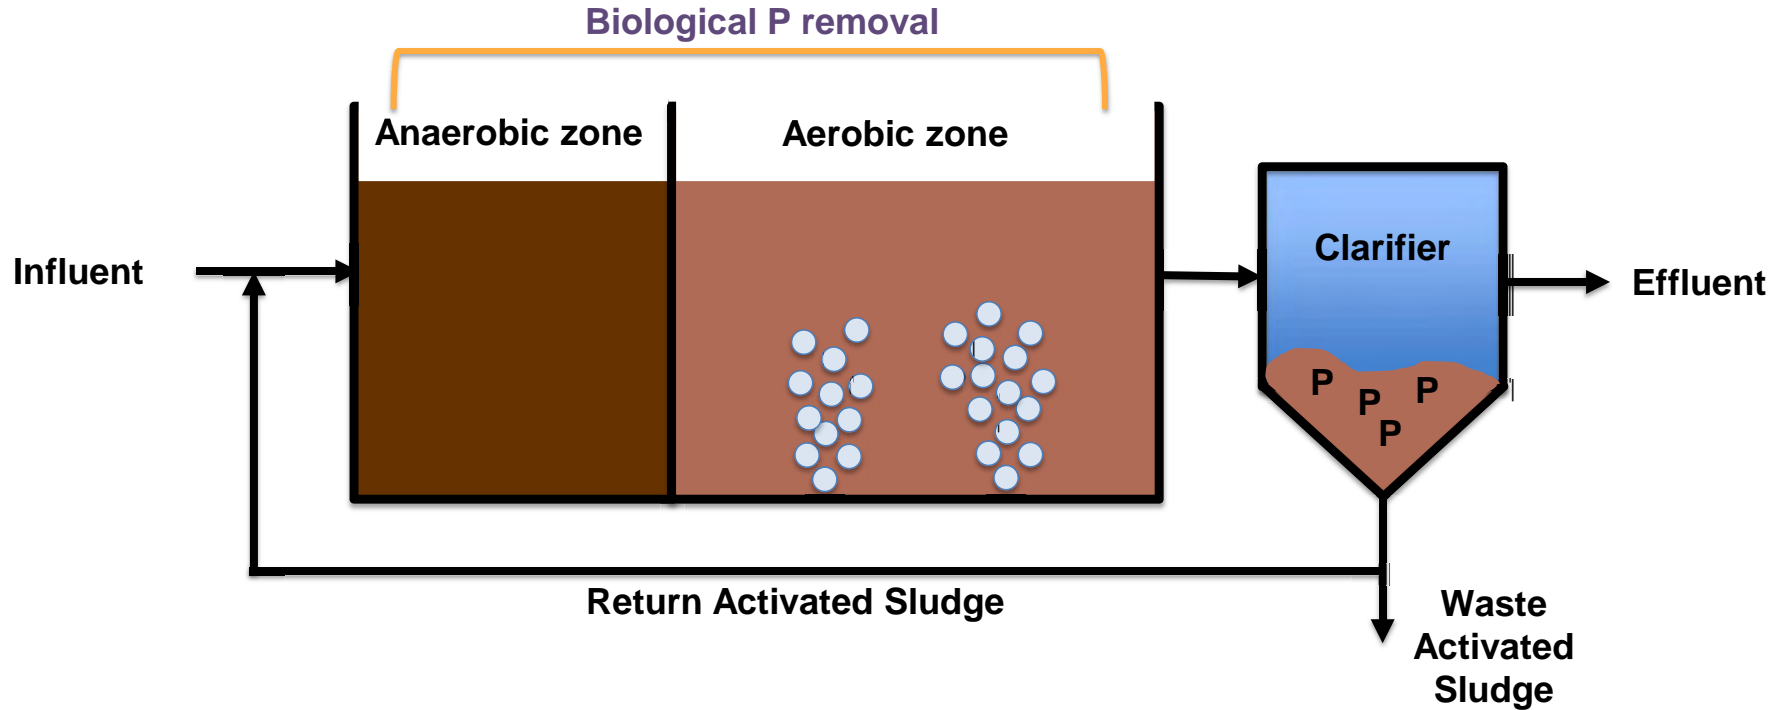 Biological P removal
Anaerobic zone
Aerobic zone
Influent
Clarifier
Effluent
P
P
P
P
Return Activated Sludge
Waste
Activated
Sludge